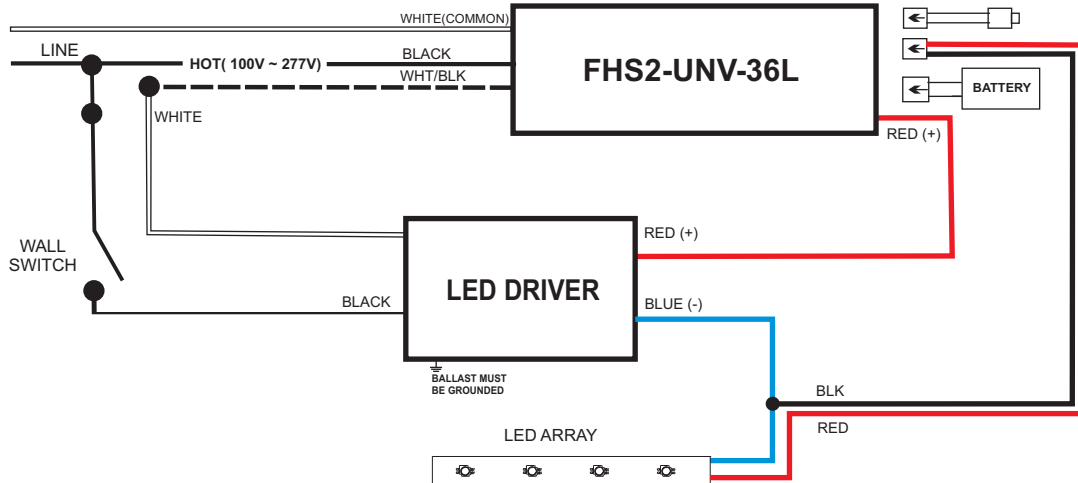 WHITE(COMMON)
LINE
HOT( 100V ~ 277V)
BLACK
WHT/BLK
WHITE
FHS2-UNV-36L
BATTERY
RED (+)
WALL
SWITCH
BLACK
LED DRIVER
RED (+)
BLUE (-)
BALLAST MUST
BE GROUNDED
BLK
RED
LED ARRAY